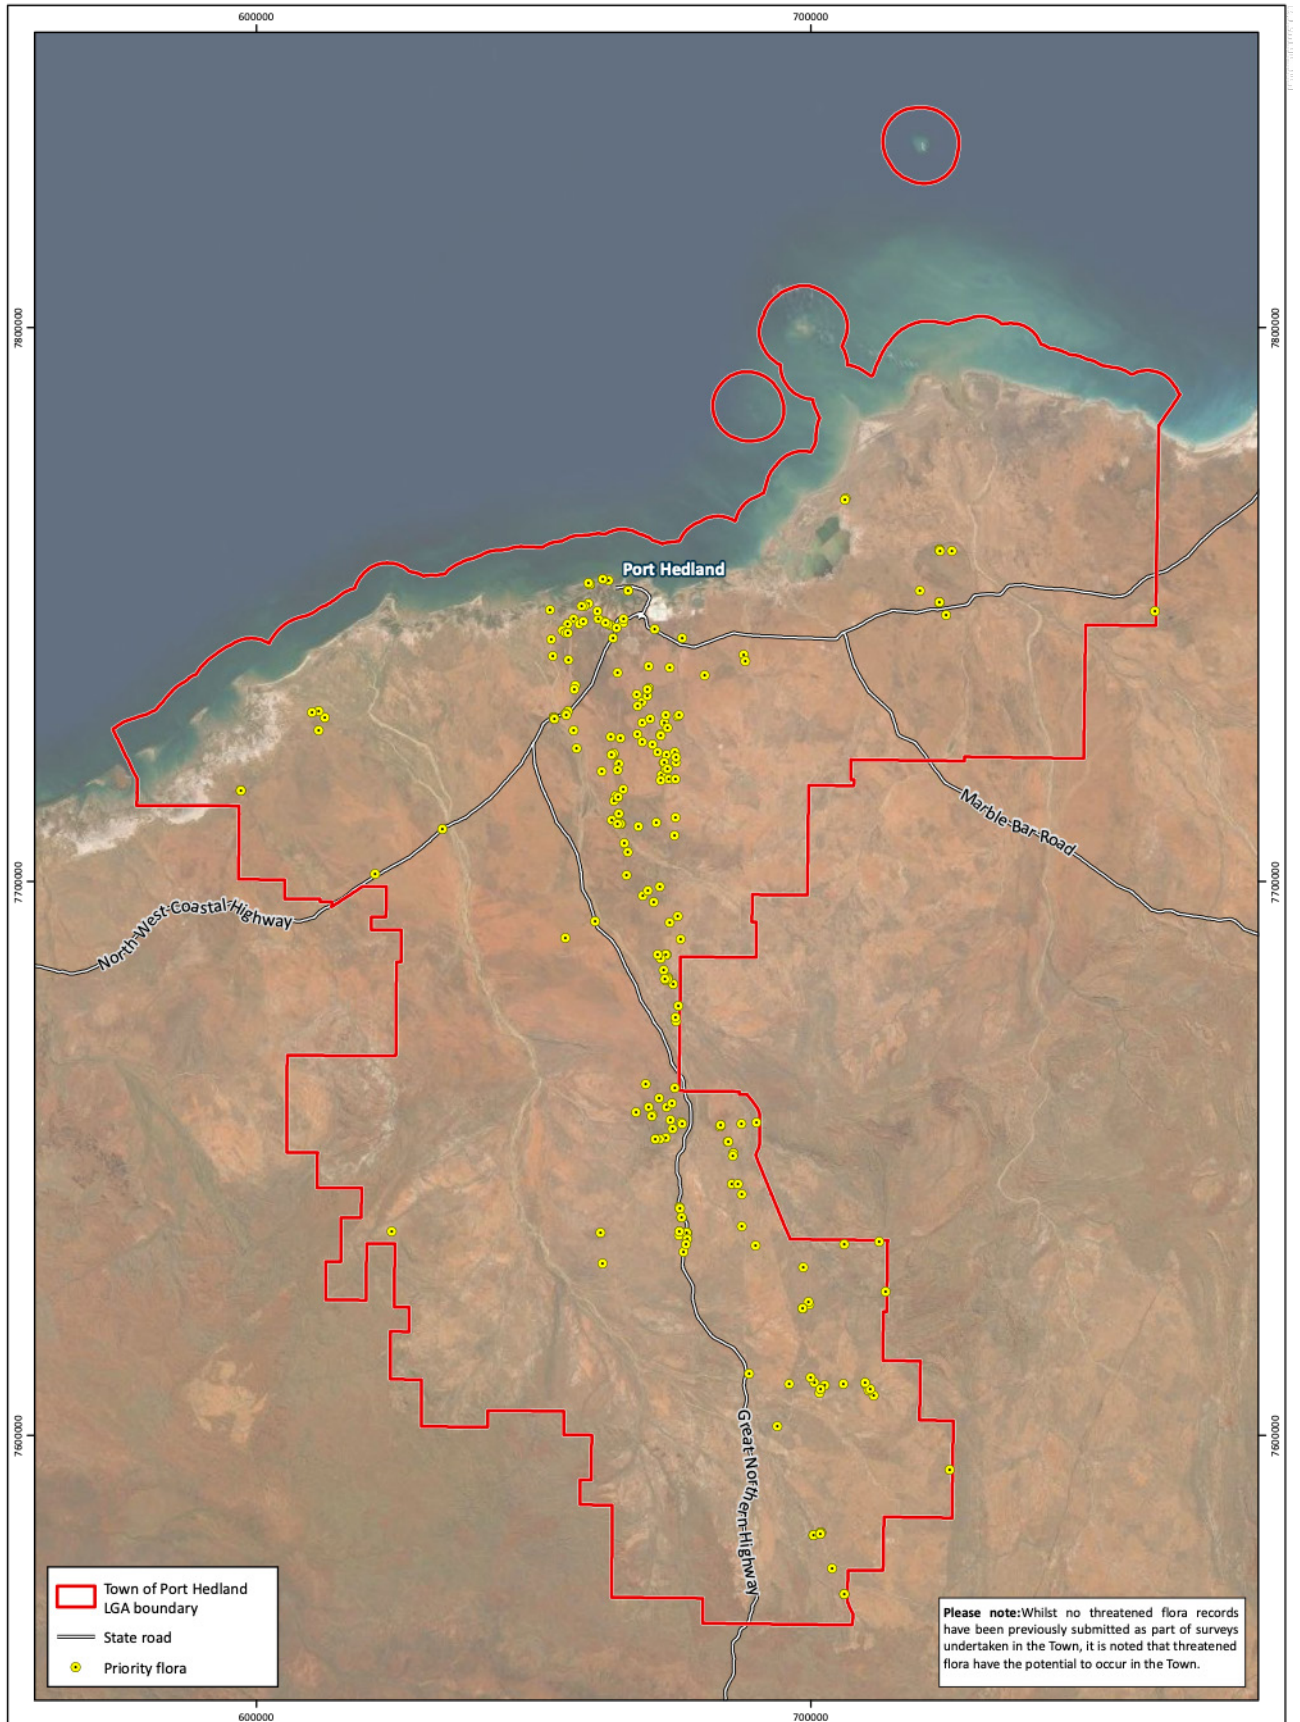 600000
700000
7800000
7800000
Port Hedland
Marble-Bar-Road
7700000
7700000
North-West-Coastal-Highway
7600000
7600000
Great-Northern-Highway
Town of Port Hedland
LGA boundary
State road
Priority flora
Please note:Whilst no threatened flora records
have been previously submitted as part of surveys
undertaken in the Town, it is noted that threatened
flora have the potential to occur in the Town.
600000
700000